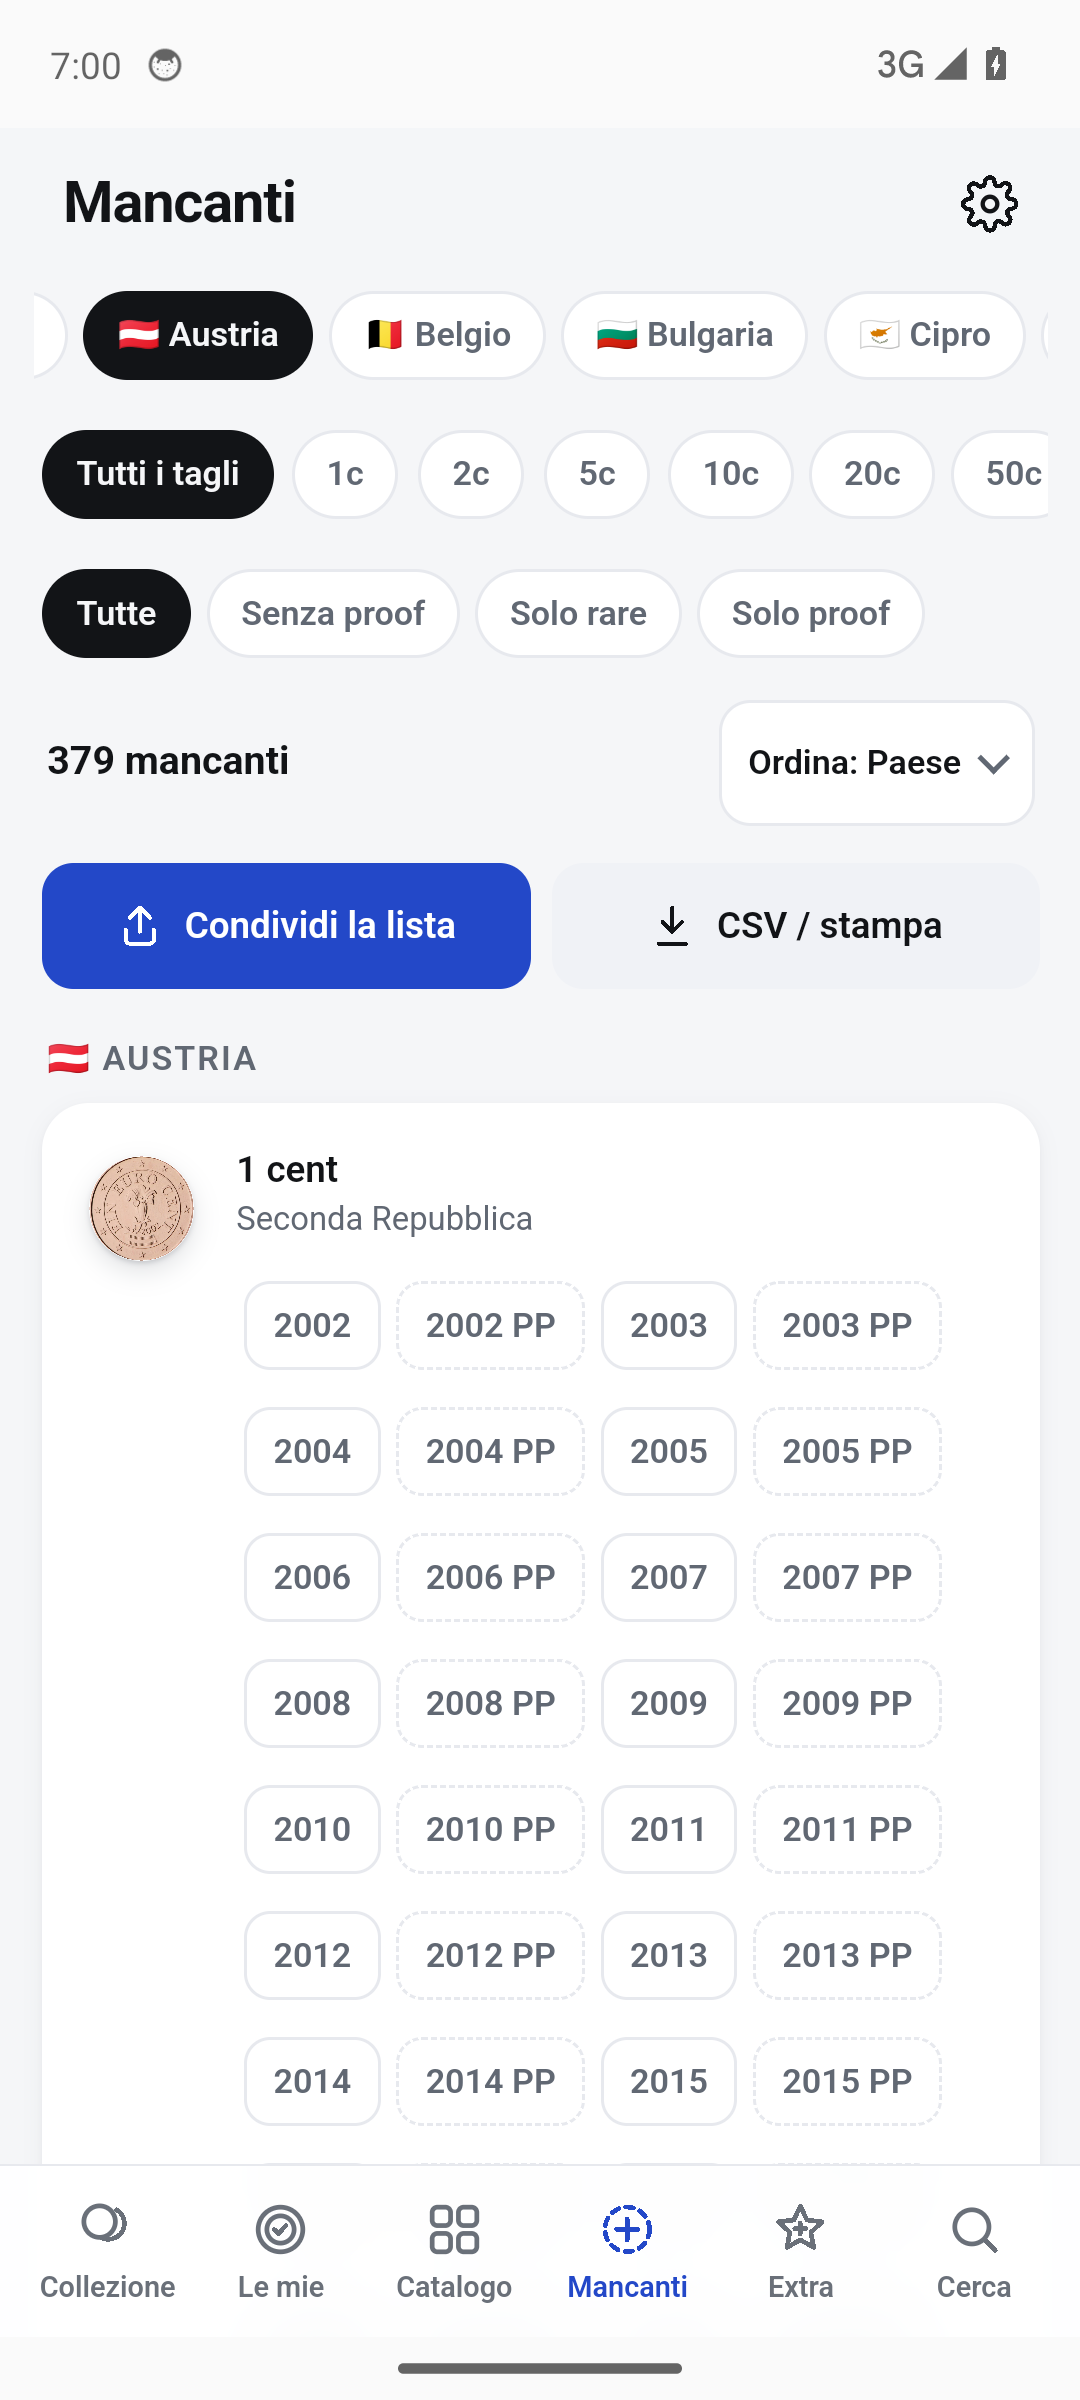 7:00 3G
Mancanti
Austria Belgio Bulgaria Cipro
Tutti i tagli 1c 2c 5c 10c 20c 50c
Tutte Senza proof Solo rare Solo proof
379 mancanti Ordina: Paese
Condividi la lista CSV / stampa
AUSTRIA
1 cent
Seconda Repubblica
2002 2002 PP 2003 2003 PP
2004 2004 PP 2005 2005 PP
2006 2006 PP 2007 2007 PP
2008 2008 PP 2009 2009 PP
2010 2010 PP 2011 2011 PP
2012 2012 PP 2013 2013 PP
2014 2014 PP 2015 2015 PP
Collezione Le mie Catalogo Mancanti Extra Cerca